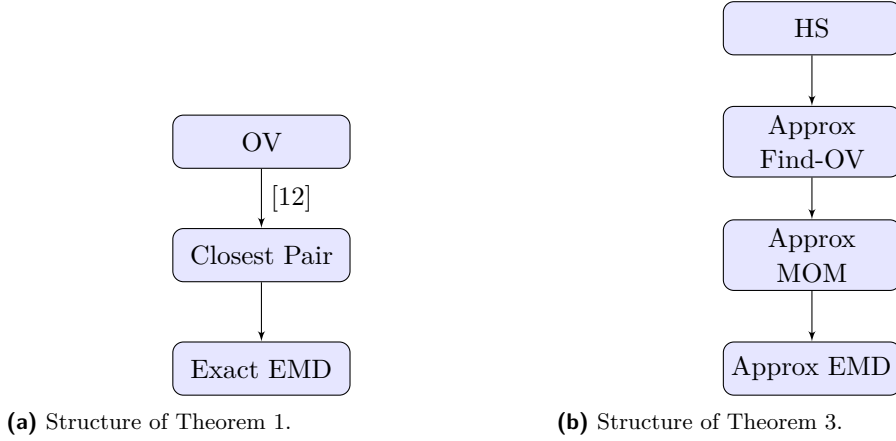 OV
[12]
Closest Pair
Exact EMD
(a) Structure of Theorem 1.
HS
Approx
Find-OV
Approx
MOM
Approx EMD
(b) Structure of Theorem 3.